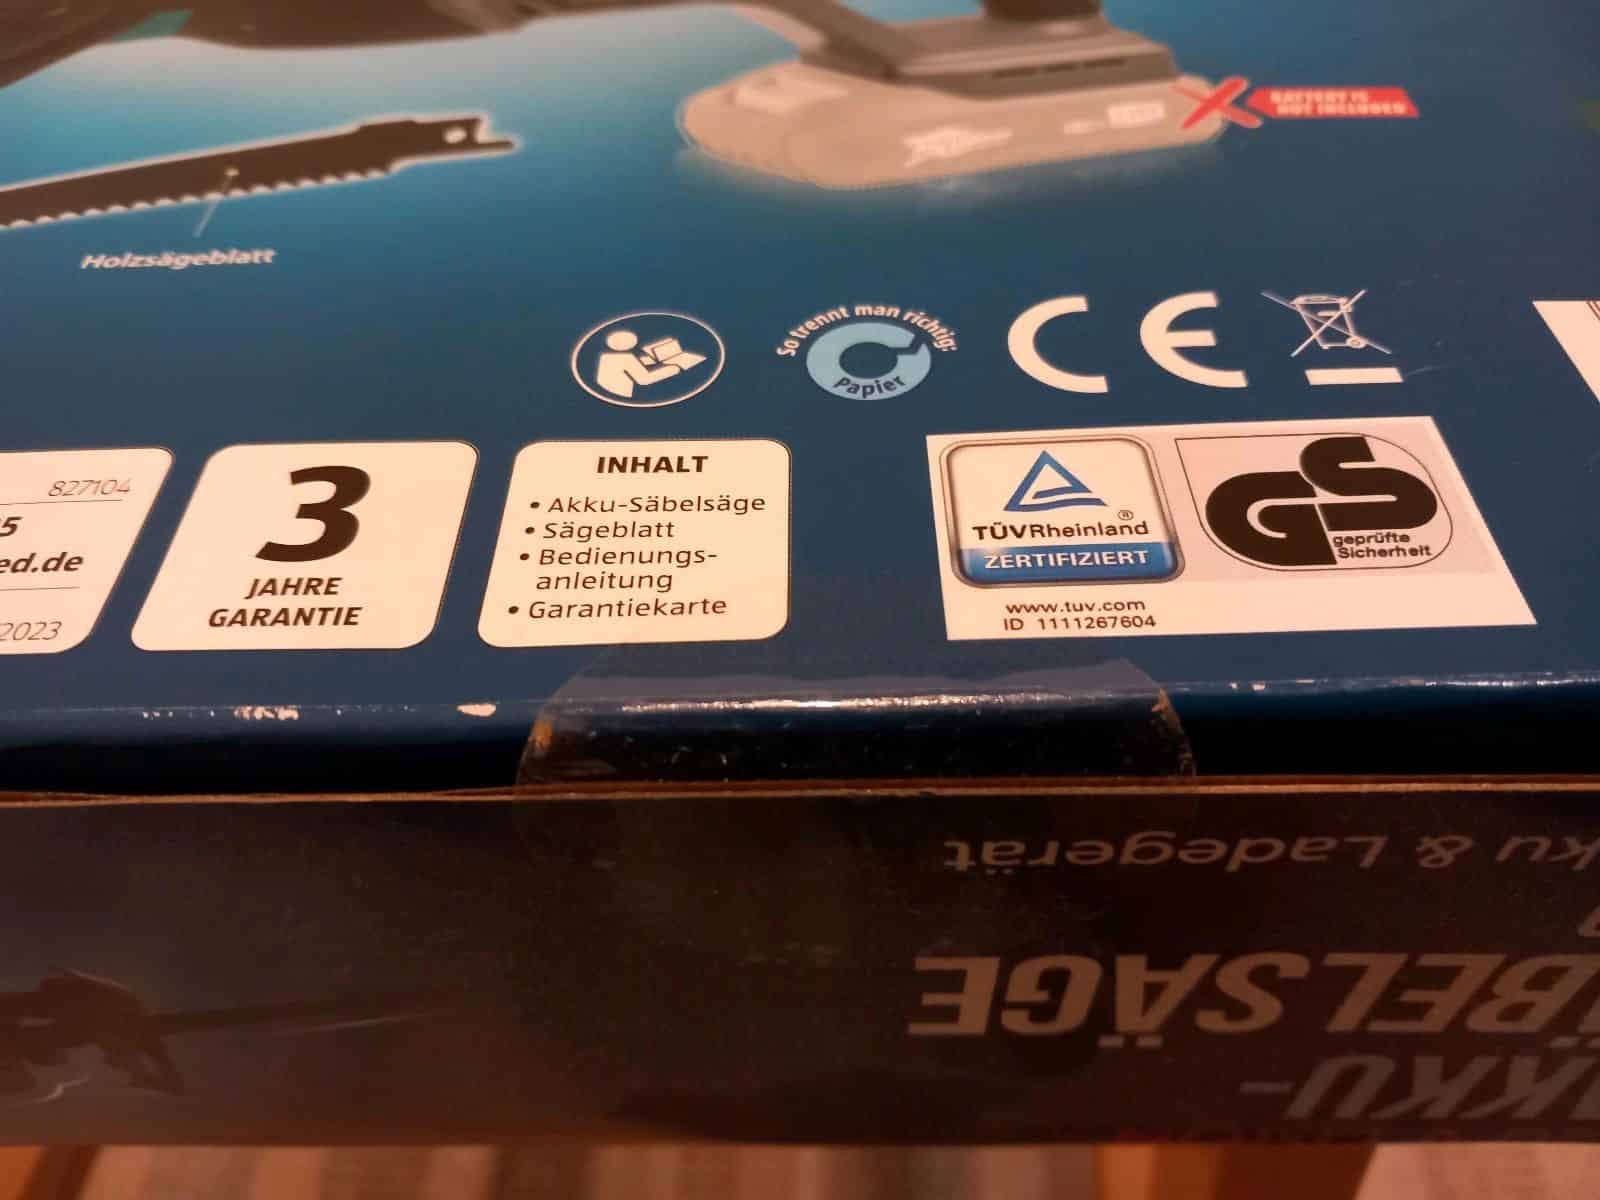 BATTERY IS
NOT INCLUDED
Holzsägeblatt
So trennt man richtig:
Papier
CE
827104
5
ed.de
2023
3
JAHRE
GARANTIE
INHALT
• Akku-Säbelsäge
• Sägeblatt
• Bedienungs-
anleitung
• Garantiekarte
TÜVRheinland®
ZERTIFIZIERT
www.tuv.com
ID 1111267604
GS
geprüfte
Sicherheit
ku & Ladegerät
BELSÄGE
KKU-